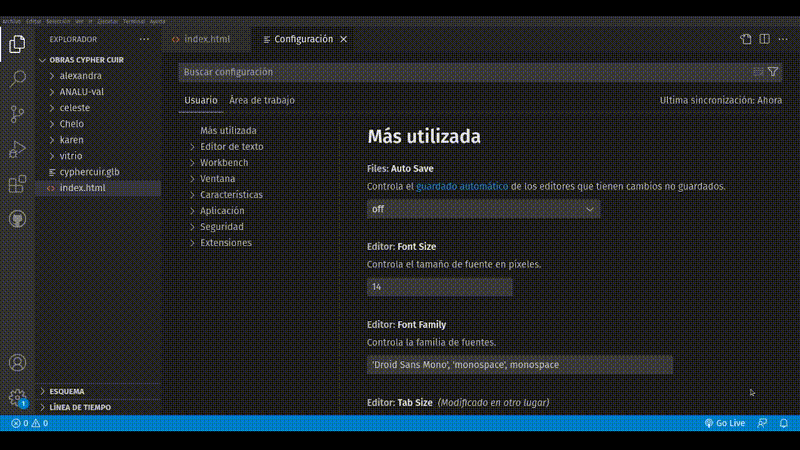 Archivo Editar Selección Ver Ir Ejecutar Terminal Ayuda
EXPLORADOR
index.html
Configuración
OBRAS CYPHER CUIR
alexandra
ANALU-val
celeste
Chelo
karen
vitrio
cyphercuir.glb
index.html
Buscar configuración
Usuario
Área de trabajo
Ultima sincronización: Ahora
Más utilizada
Editor de texto
Workbench
Ventana
Características
Aplicación
Seguridad
Extensiones
Más utilizada
Files: Auto Save
Controla el guardado automático de los editores que tienen cambios no guardados.
off
Editor: Font Size
Controla el tamaño de fuente en píxeles.
14
Editor: Font Family
Controla la familia de fuentes.
'Droid Sans Mono', 'monospace', monospace
Editor: Tab Size (Modificado en otro lugar)
ESQUEMA
LÍNEA DE TIEMPO
1
0 0
Go Live